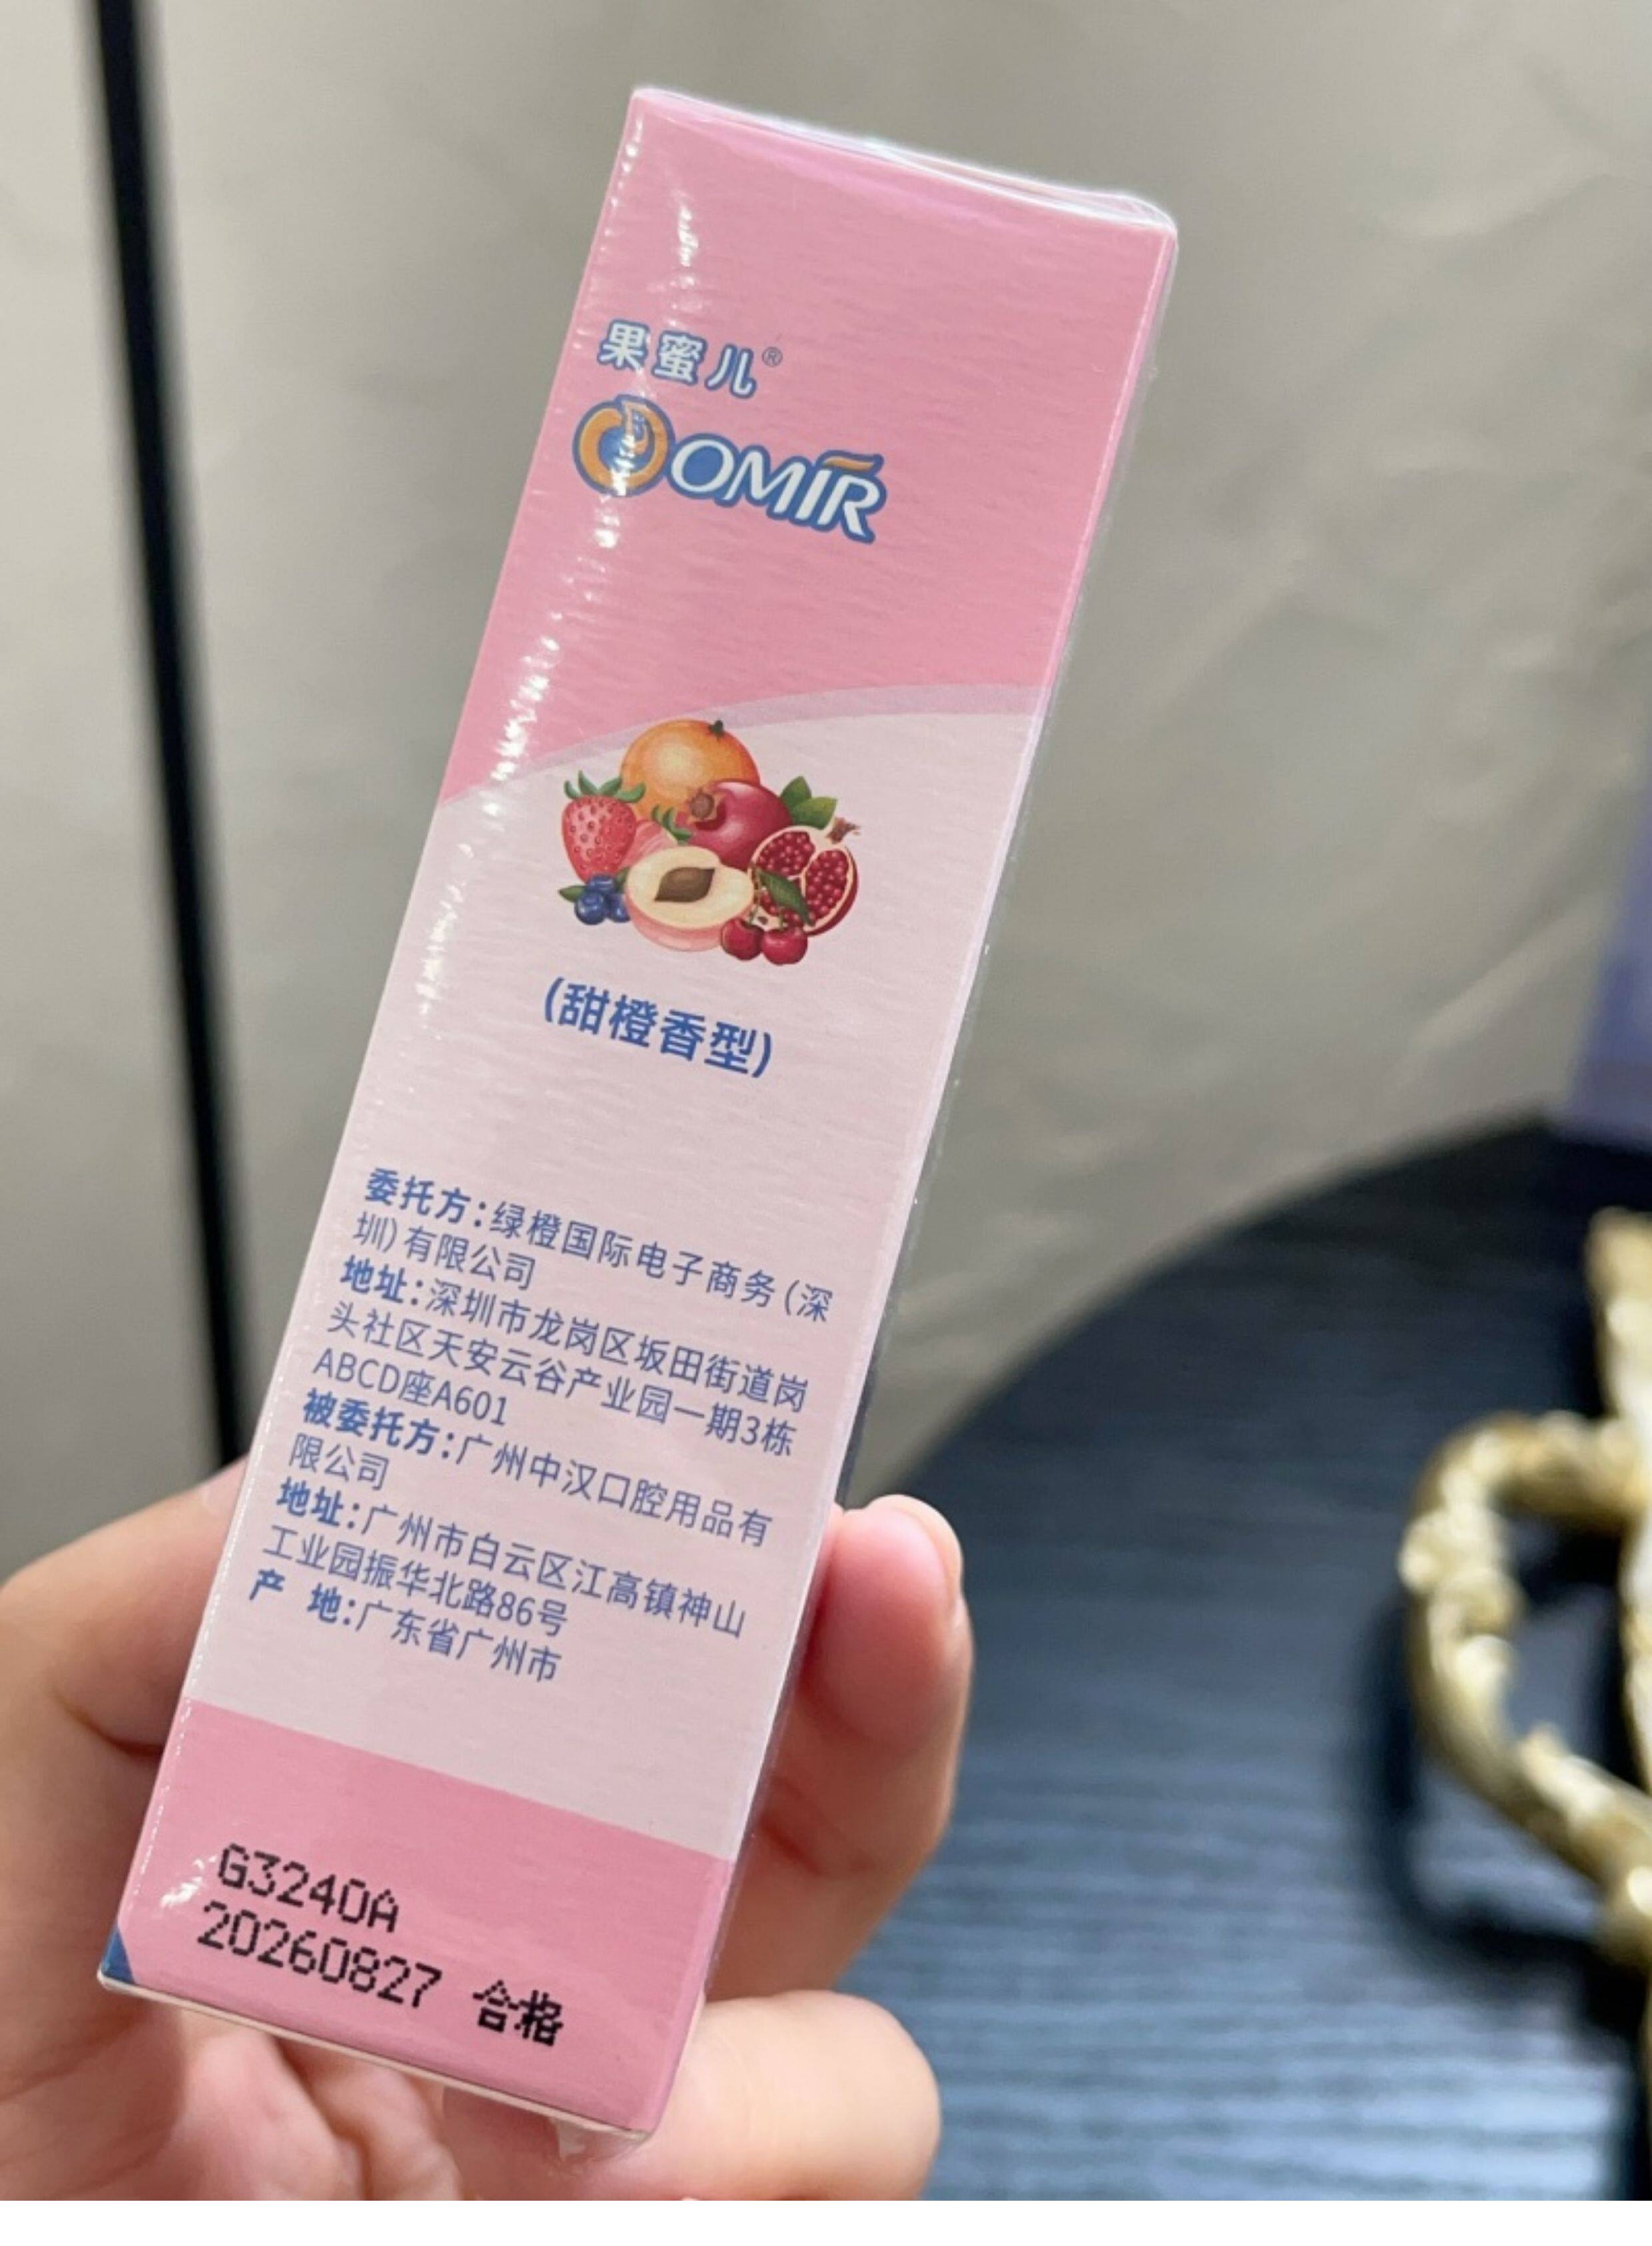 果蜜儿®
OMIR
(甜橙香型)
委托方:绿橙国际电子商务(深
圳)有限公司
地址:深圳市龙岗区坂田街道岗
头社区天安云谷产业园一期3栋
ABCD座A601
被委托方:广州中汉口腔用品有
限公司
地址:广州市白云区江高镇神山
工业园振华北路86号
产 地:广东省广州市
G3240A
20260827 合格